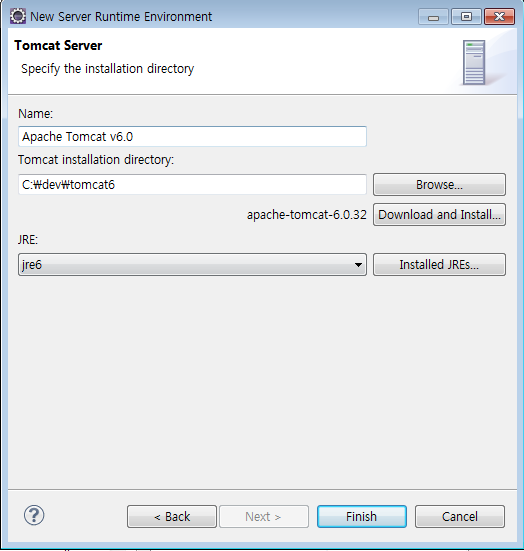 New Server Runtime Environment
Tomcat Server
Specify the installation directory
Name:
Apache Tomcat v6.0
Tomcat installation directory:
C:₩dev₩tomcat6
Browse...
apache-tomcat-6.0.32
Download and Install...
JRE:
jre6
Installed JREs...
?
< Back
Next >
Finish
Cancel